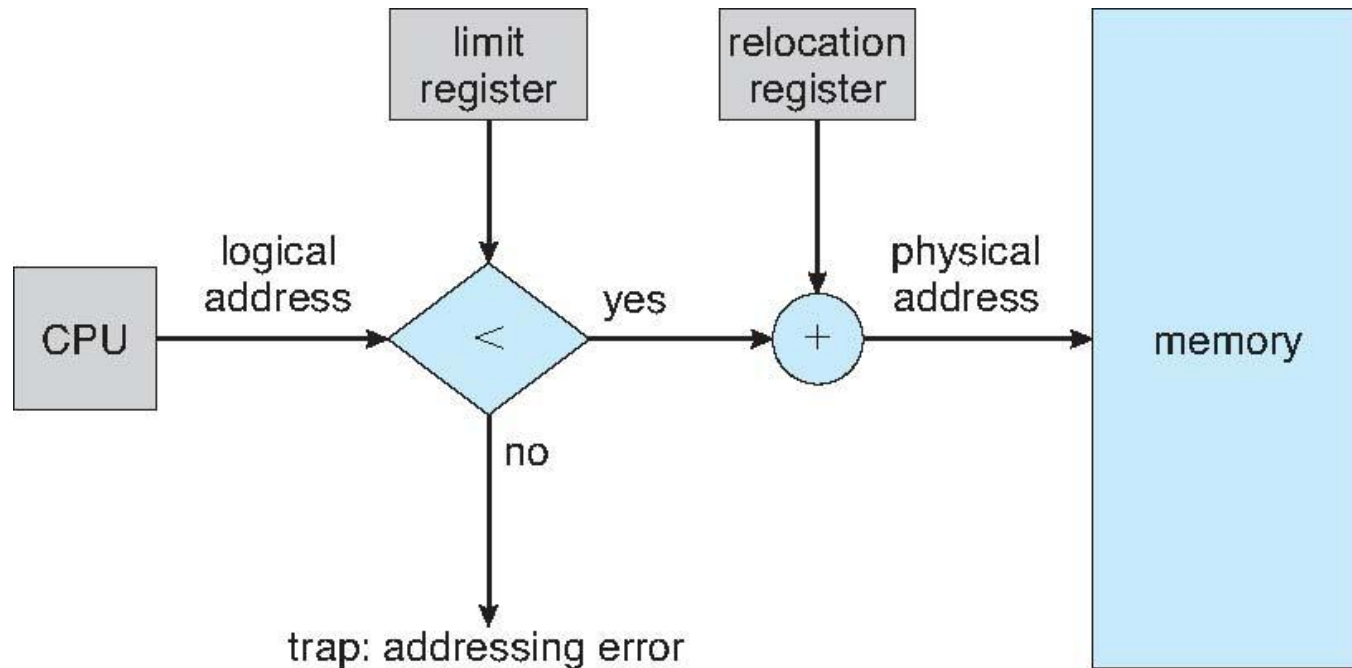 limit
register
relocation
register
logical
address
physical
address
CPU
<
yes
+
memory
no
trap: addressing error